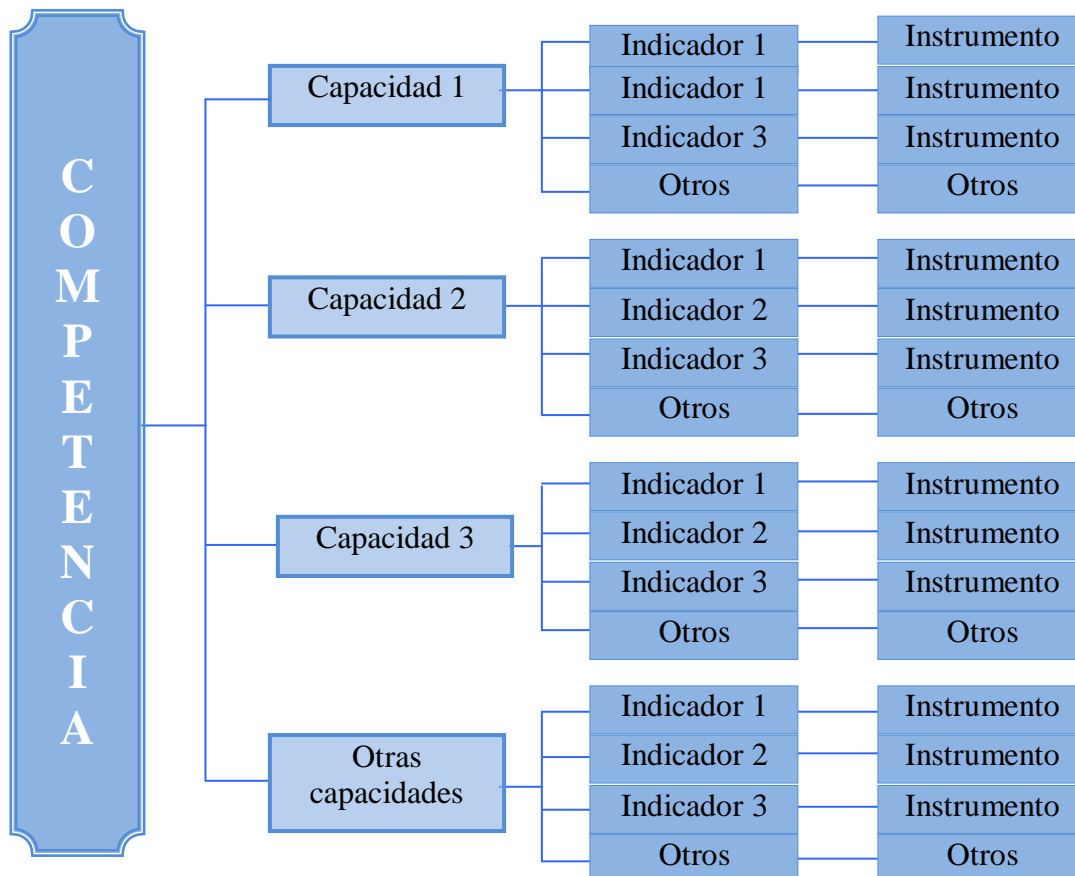 COMPETENCIA
Capacidad 1
Indicador 1
Instrumento
Indicador 1
Instrumento
Indicador 3
Instrumento
Otros
Otros
Capacidad 2
Indicador 1
Instrumento
Indicador 2
Instrumento
Indicador 3
Instrumento
Otros
Otros
Capacidad 3
Indicador 1
Instrumento
Indicador 2
Instrumento
Indicador 3
Instrumento
Otros
Otros
Otras
capacidades
Indicador 1
Instrumento
Indicador 2
Instrumento
Indicador 3
Instrumento
Otros
Otros